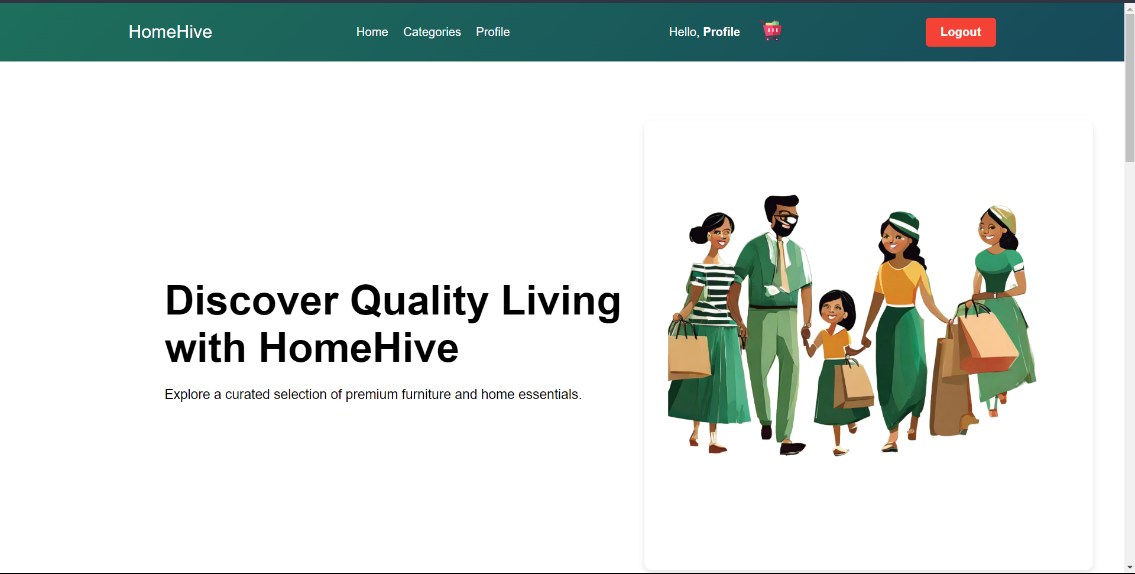 HomeHive
Home Categories Profile
Hello, Profile
Logout
Discover Quality Living
with HomeHive
Explore a curated selection of premium furniture and home essentials.